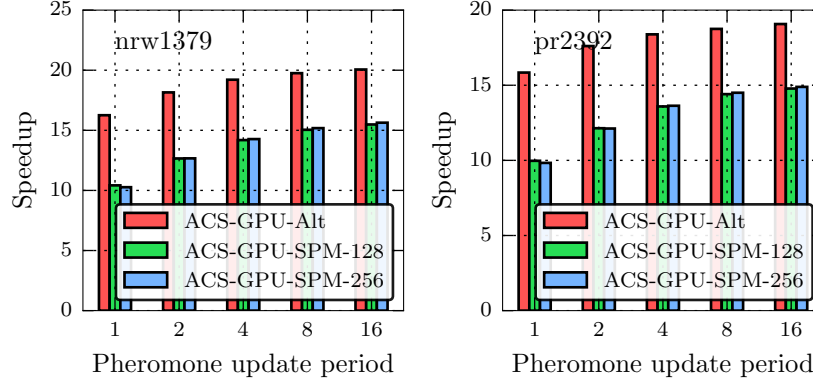 25
20
15
10
5
0
Speedup
nrw1379
ACS-GPU-Alt
ACS-GPU-SPM-128
ACS-GPU-SPM-256
1 2 4 8 16
Pheromone update period
20
15
10
5
0
Speedup
pr2392
ACS-GPU-Alt
ACS-GPU-SPM-128
ACS-GPU-SPM-256
1 2 4 8 16
Pheromone update period